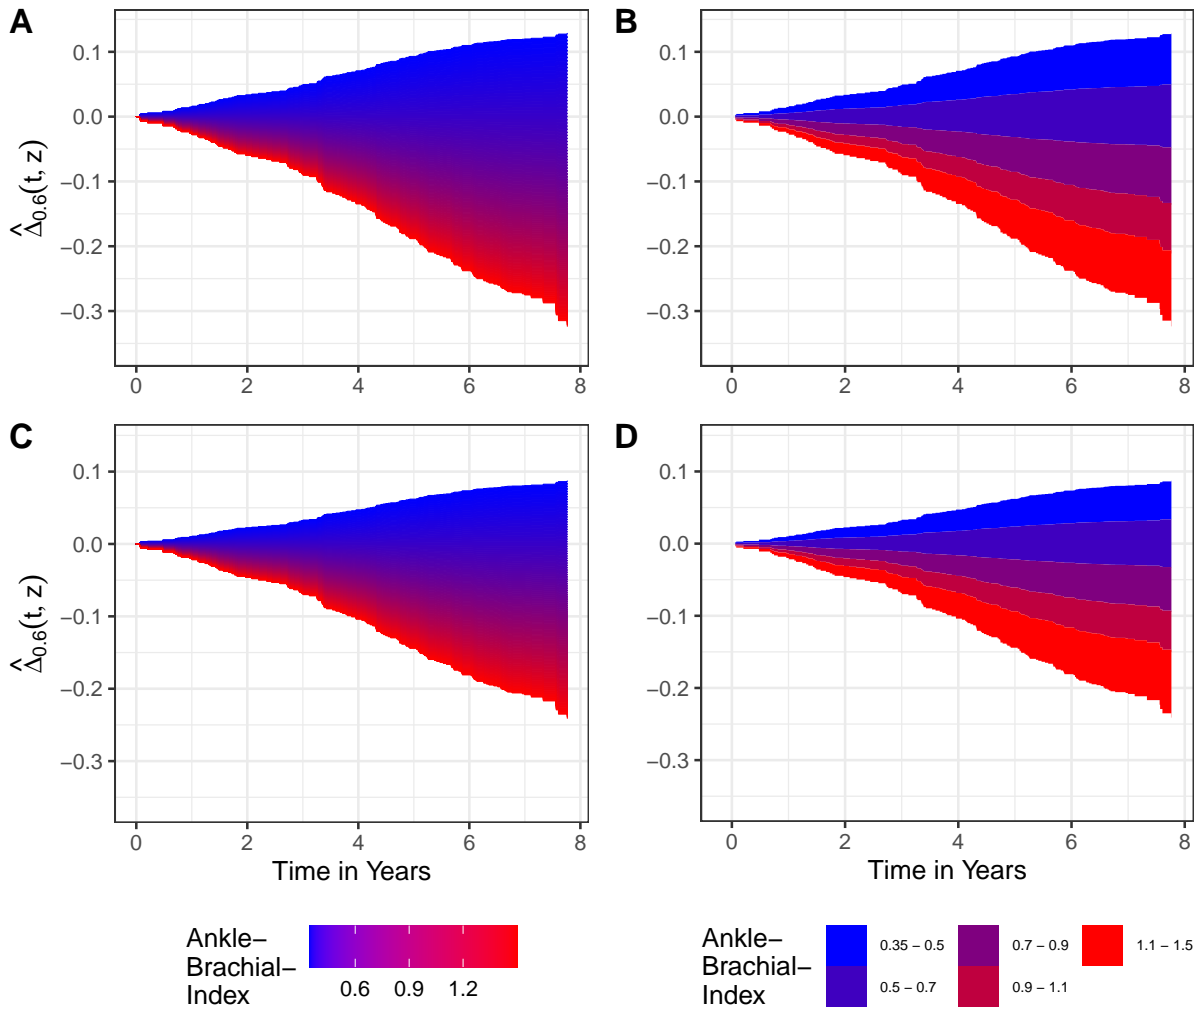 A
B
0.1
0.0
−0.1
−0.2
−0.3
Δ̂0.6(t, z)
0 2 4 6 8
0.1
0.0
−0.1
−0.2
−0.3
0 2 4 6 8
C
D
0.1
0.0
−0.1
−0.2
−0.3
Δ̂0.6(t, z)
0 2 4 6 8
Time in Years
0.1
0.0
−0.1
−0.2
−0.3
0 2 4 6 8
Time in Years
Ankle−
Brachial−
Index
0.6 0.9 1.2
Ankle−
Brachial−
Index
0.35 − 0.5
0.5 − 0.7
0.7 − 0.9
0.9 − 1.1
1.1 − 1.5